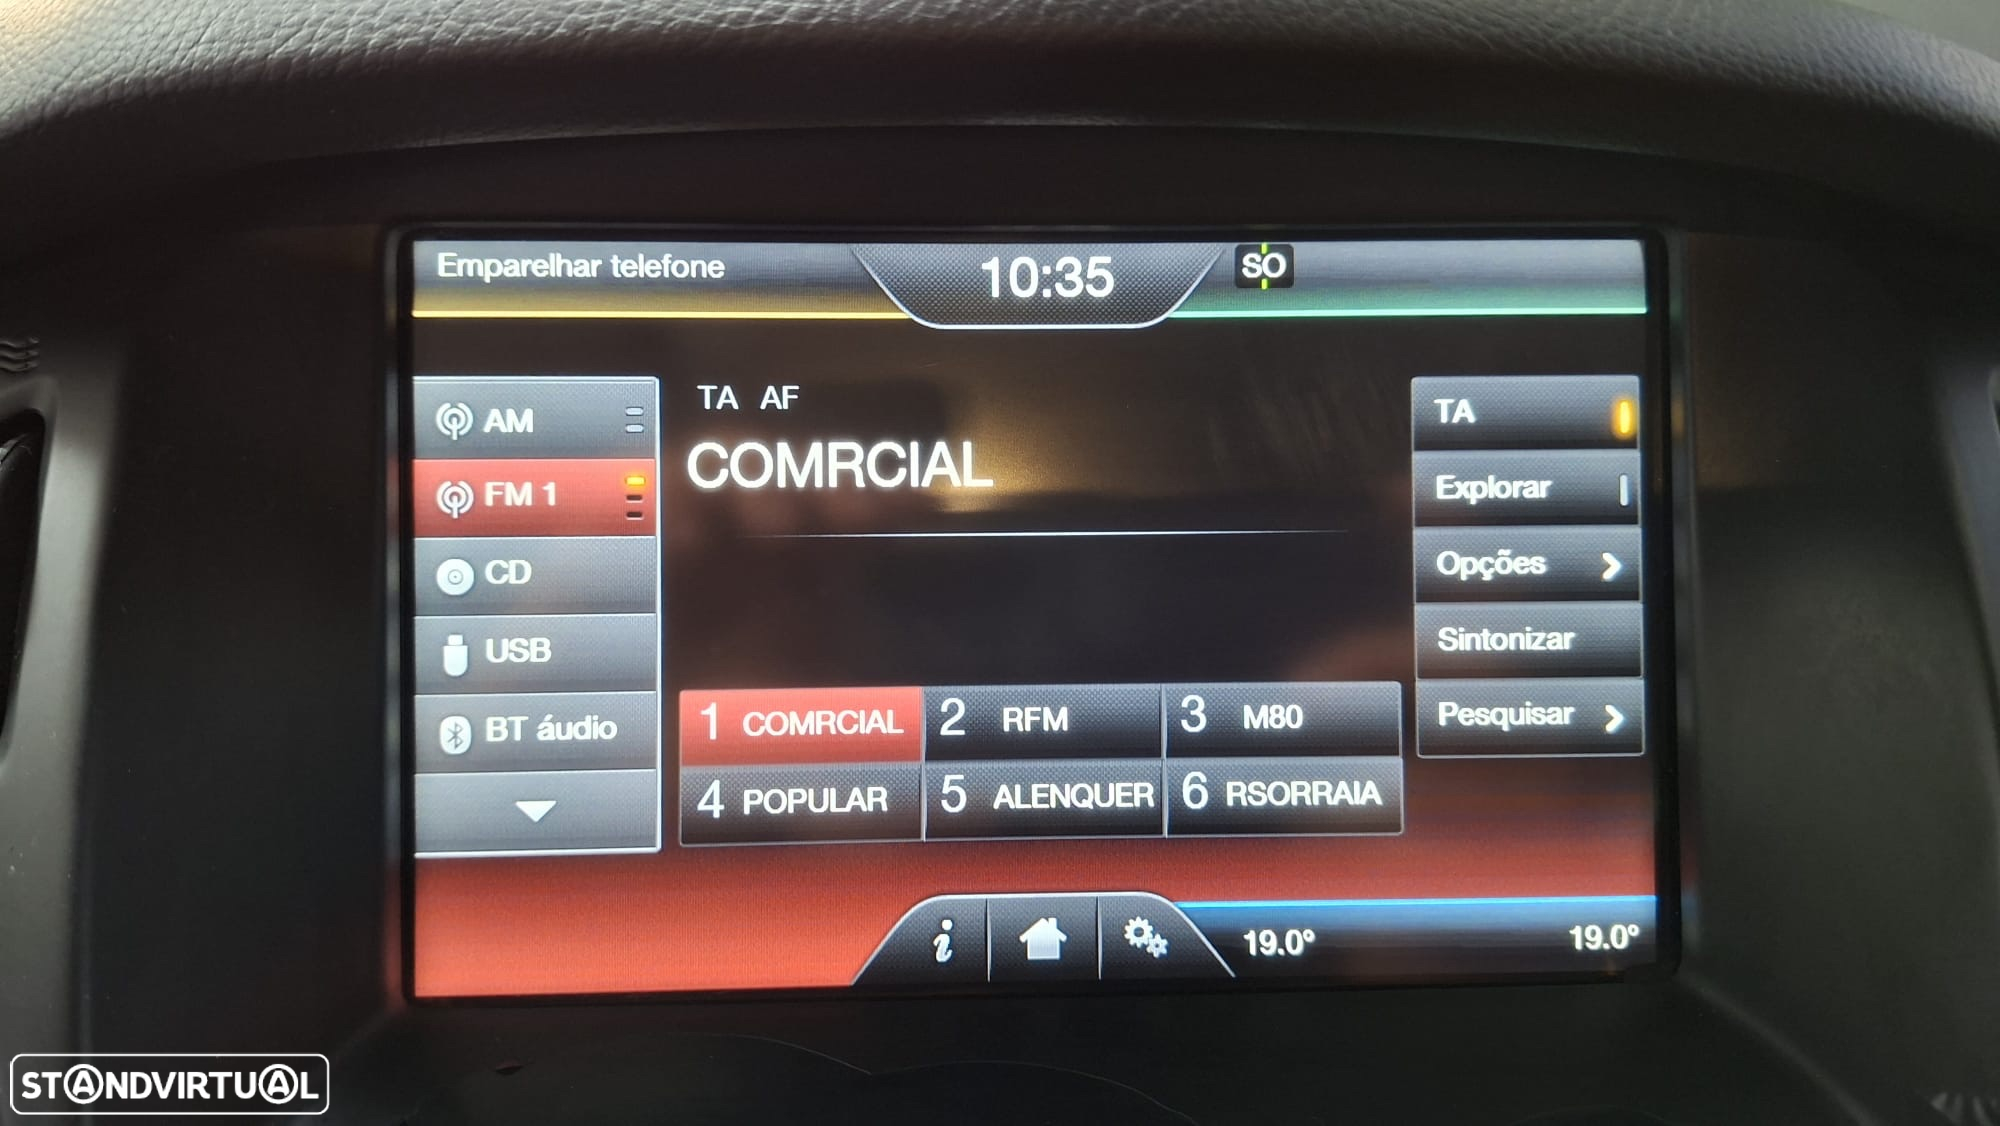 Emparelhar telefone
10:35
SO
AM
FM 1
CD
USB
BT áudio
TA AF
COMRCIAL
1 COMRCIAL
2 RFM
3 M80
4 POPULAR
5 ALENQUER
6 RSORRAIA
TA
Explorar
Opções
Sintonizar
Pesquisar
i
19.0°
19.0°
STANDVIRTUAL